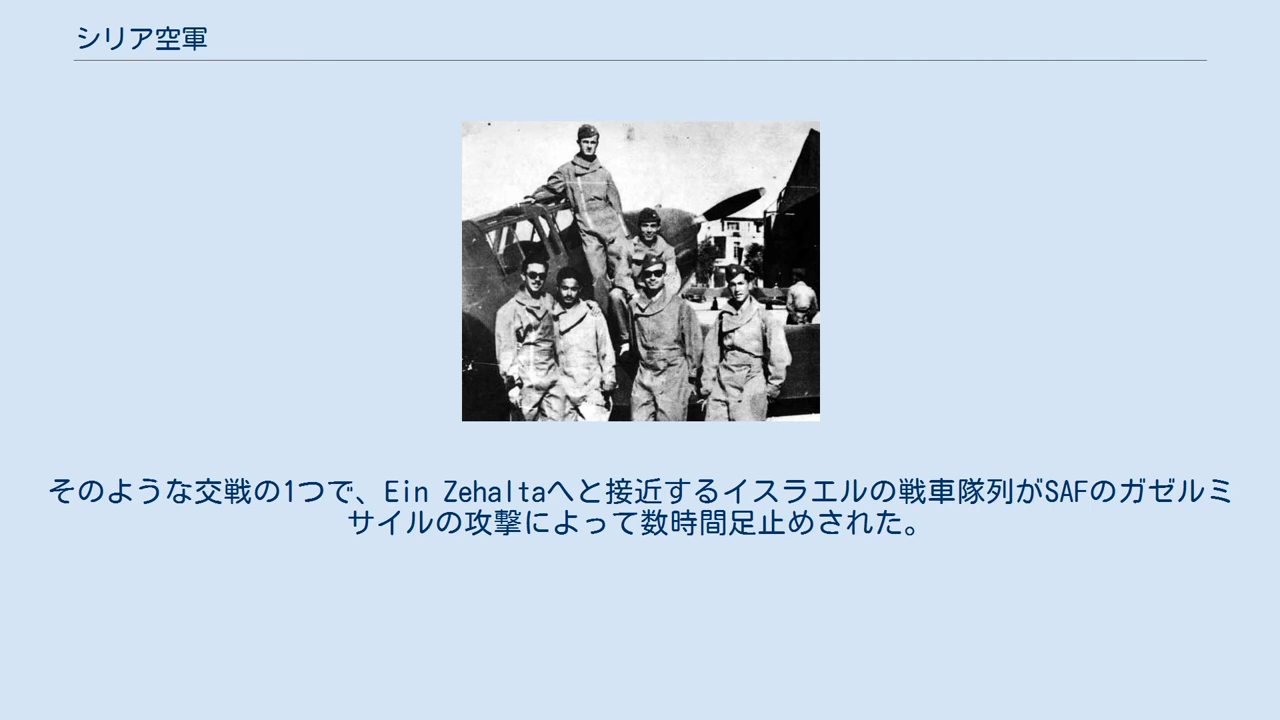 シリア空軍
そのような交戦の1つで、Ein Zehaltaへと接近するイスラエルの戦車隊列がSAFのガゼルミ
サイルの攻撃によって数時間足止めされた。